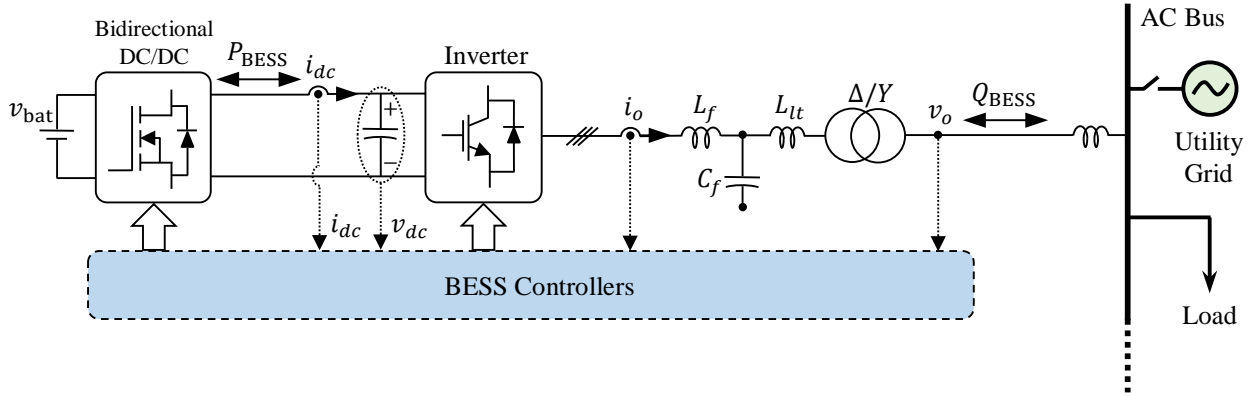 Bidirectional
DC/DC
P_BESS
i_dc
Inverter
v_bat
+
−
i_o
L_f
L_lt
Δ/Y
v_o
Q_BESS
AC Bus
C_f
Utility
Grid
i_dc
v_dc
BESS Controllers
Load